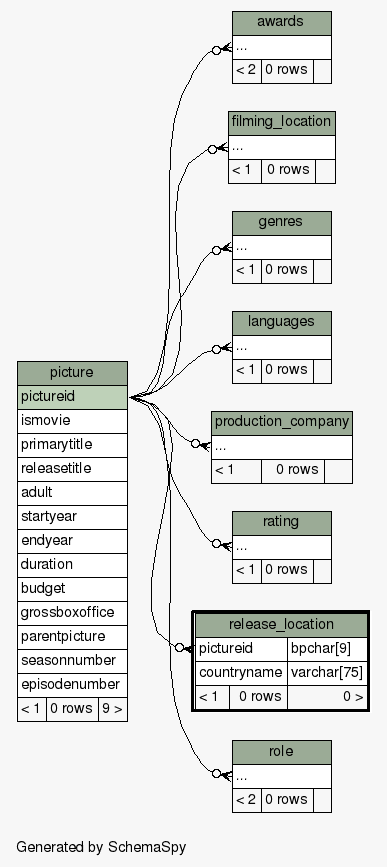 awards
...
< 2 0 rows
filming_location
...
< 1 0 rows
genres
...
< 1 0 rows
languages
...
< 1 0 rows
picture
pictureid
ismovie
primarytitle
releasetitle
adult
startyear
endyear
duration
budget
grossboxoffice
parentpicture
seasonnumber
episodenumber
< 1 0 rows 9 >
production_company
...
< 1 0 rows
rating
...
< 1 0 rows
release_location
pictureid bpchar[9]
countryname varchar[75]
< 1 0 rows 0 >
role
...
< 2 0 rows
Generated by SchemaSpy